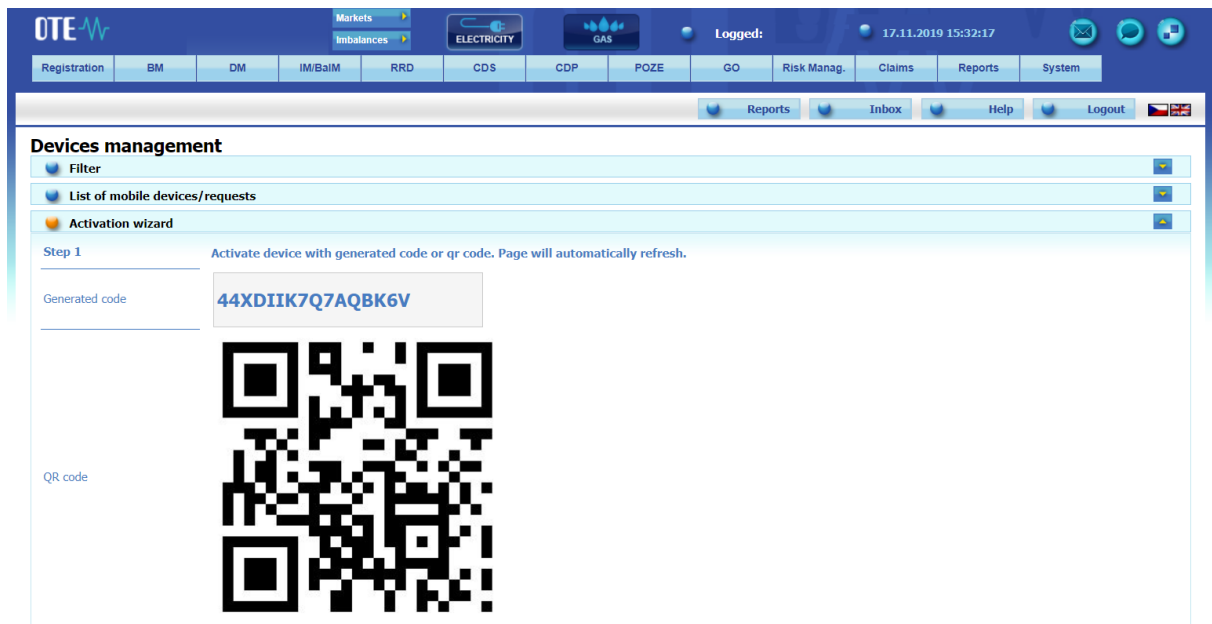 OTE
Markets
Imbalances
ELECTRICITY
GAS
Logged:
17.11.2019 15:32:17
Registration BM DM IM/BalM RRD CDS CDP POZE GO Risk Manag. Claims Reports System
Reports Inbox Help Logout
Devices management
Filter
List of mobile devices/requests
Activation wizard
Step 1 Activate device with generated code or qr code. Page will automatically refresh.
Generated code 44XDIIK7Q7AQBK6V
QR code